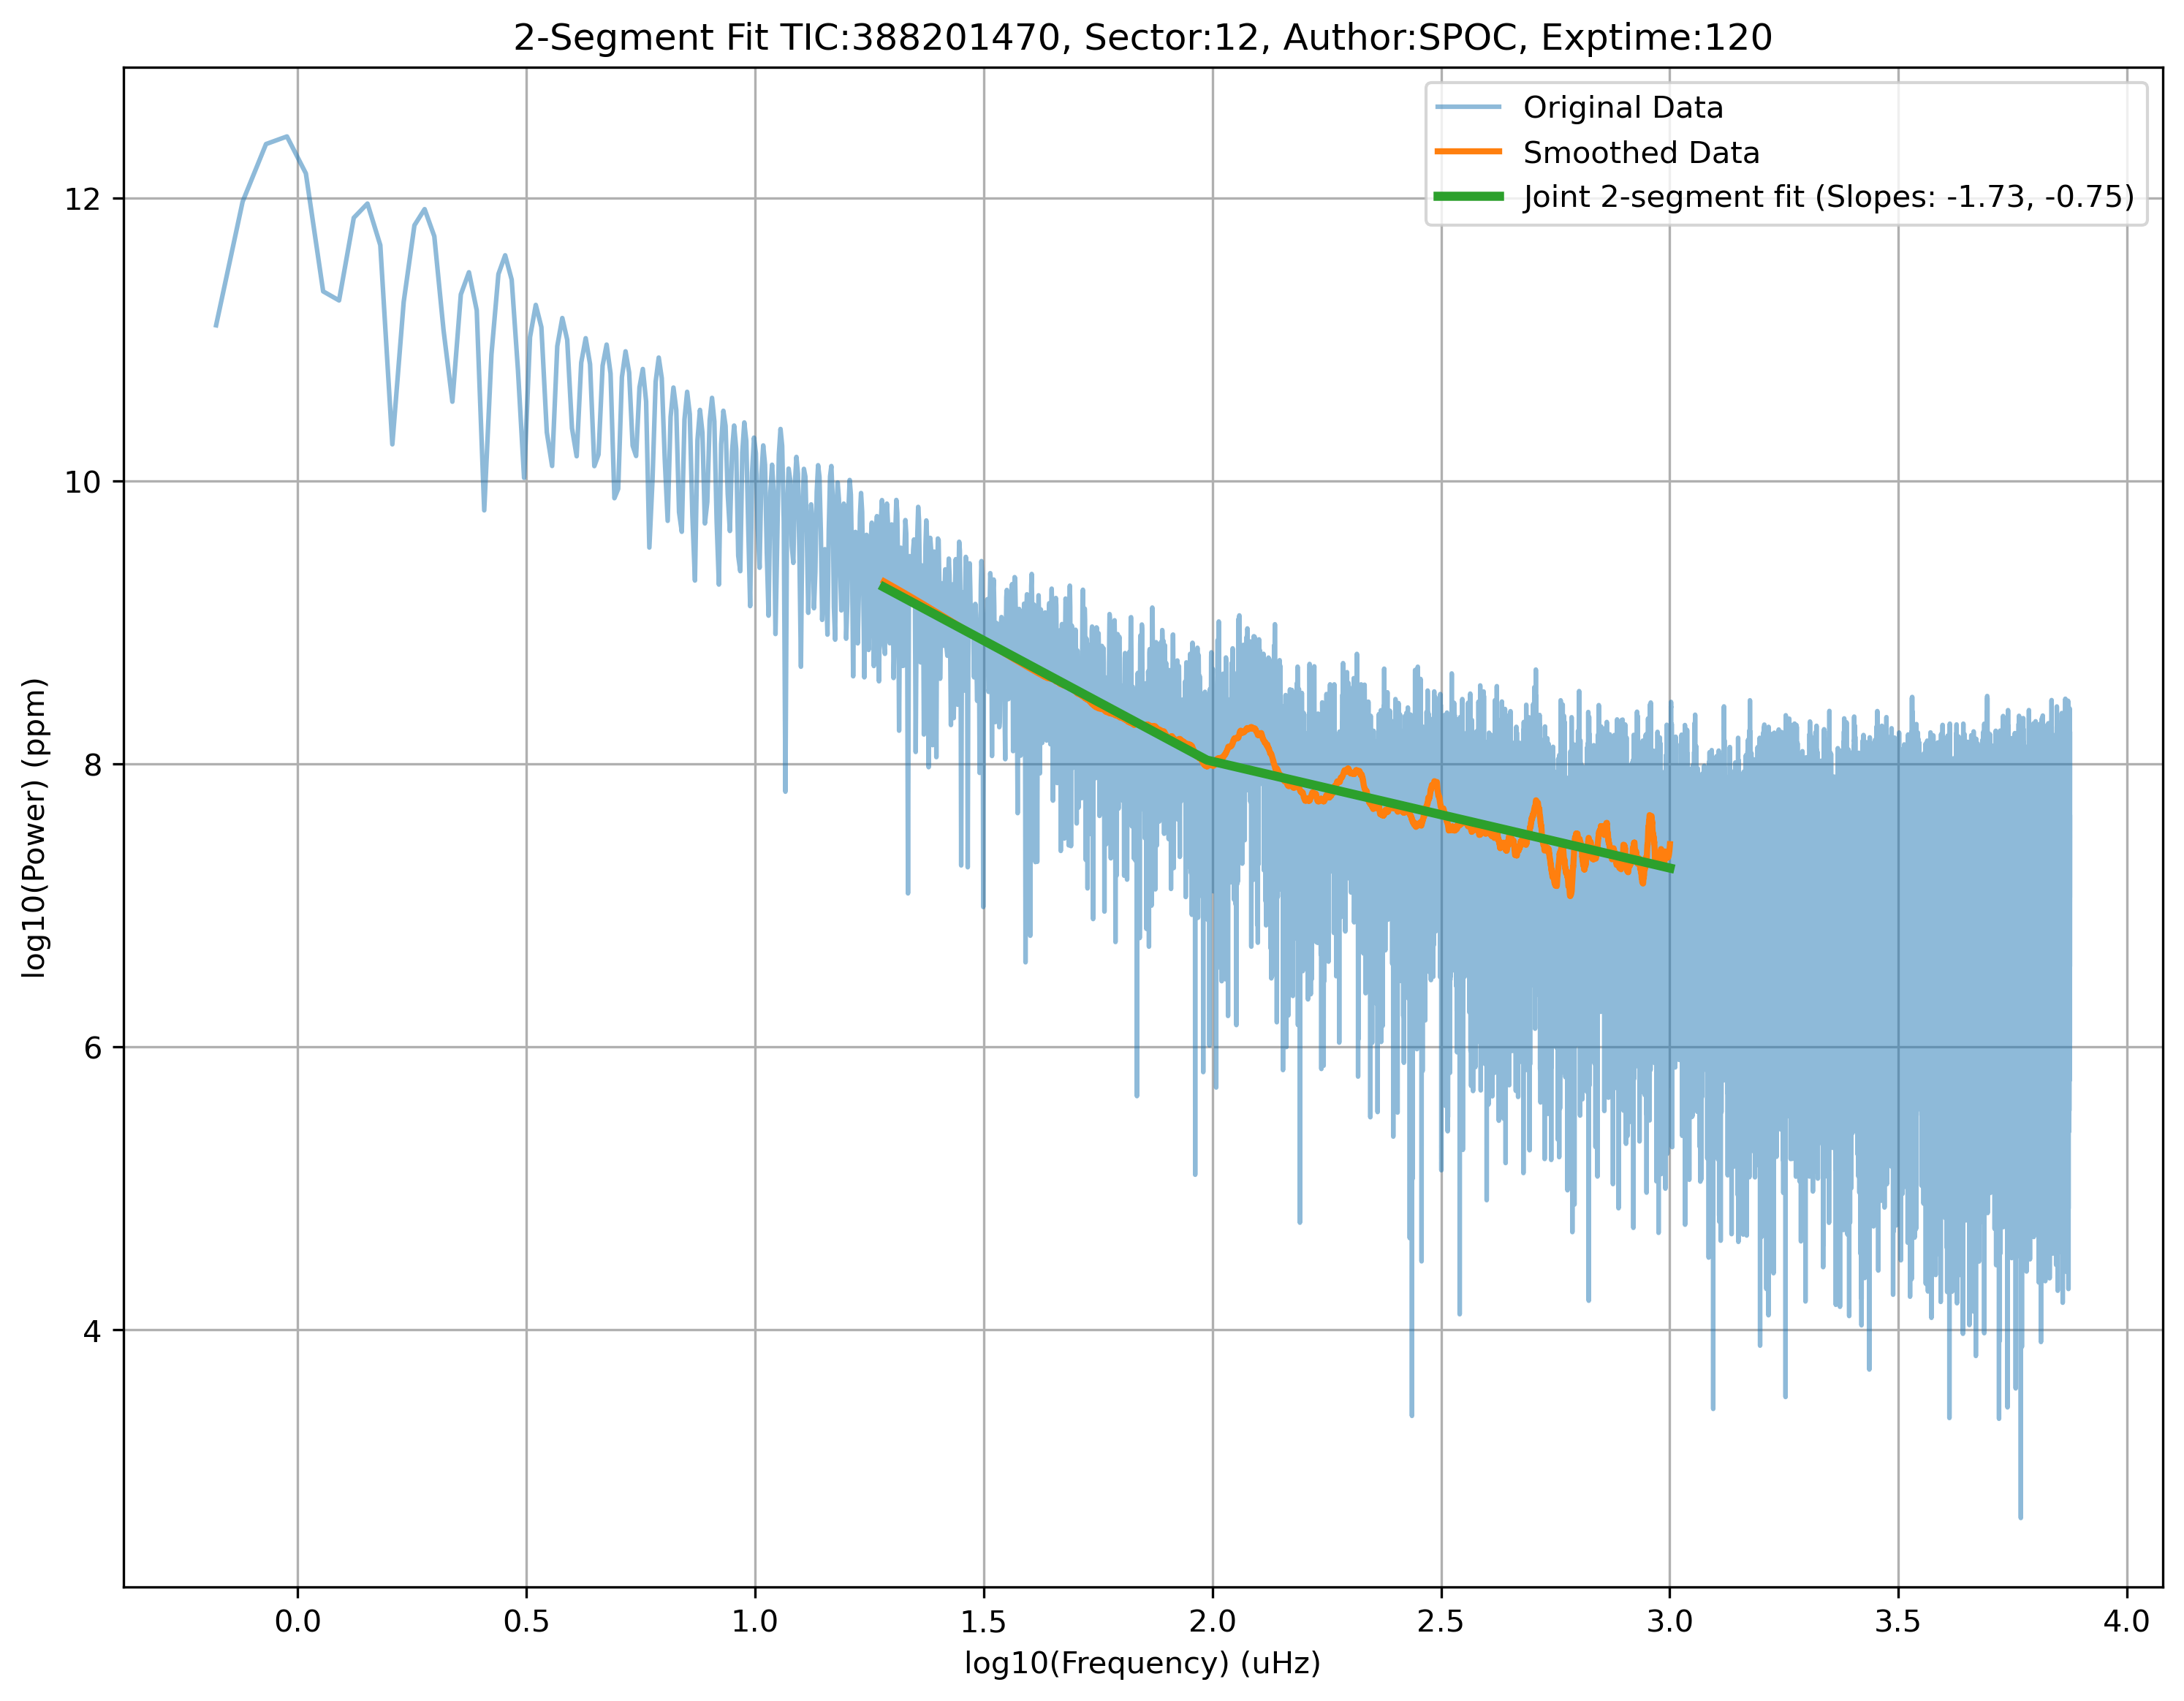 2-Segment Fit TIC:388201470, Sector:12, Author:SPOC, Exptime:120
Original Data
Smoothed Data
Joint 2-segment fit (Slopes: -1.73, -0.75)
12
10
8
6
4
log10(Power) (ppm)
0.0 0.5 1.0 1.5 2.0 2.5 3.0 3.5 4.0
log10(Frequency) (uHz)